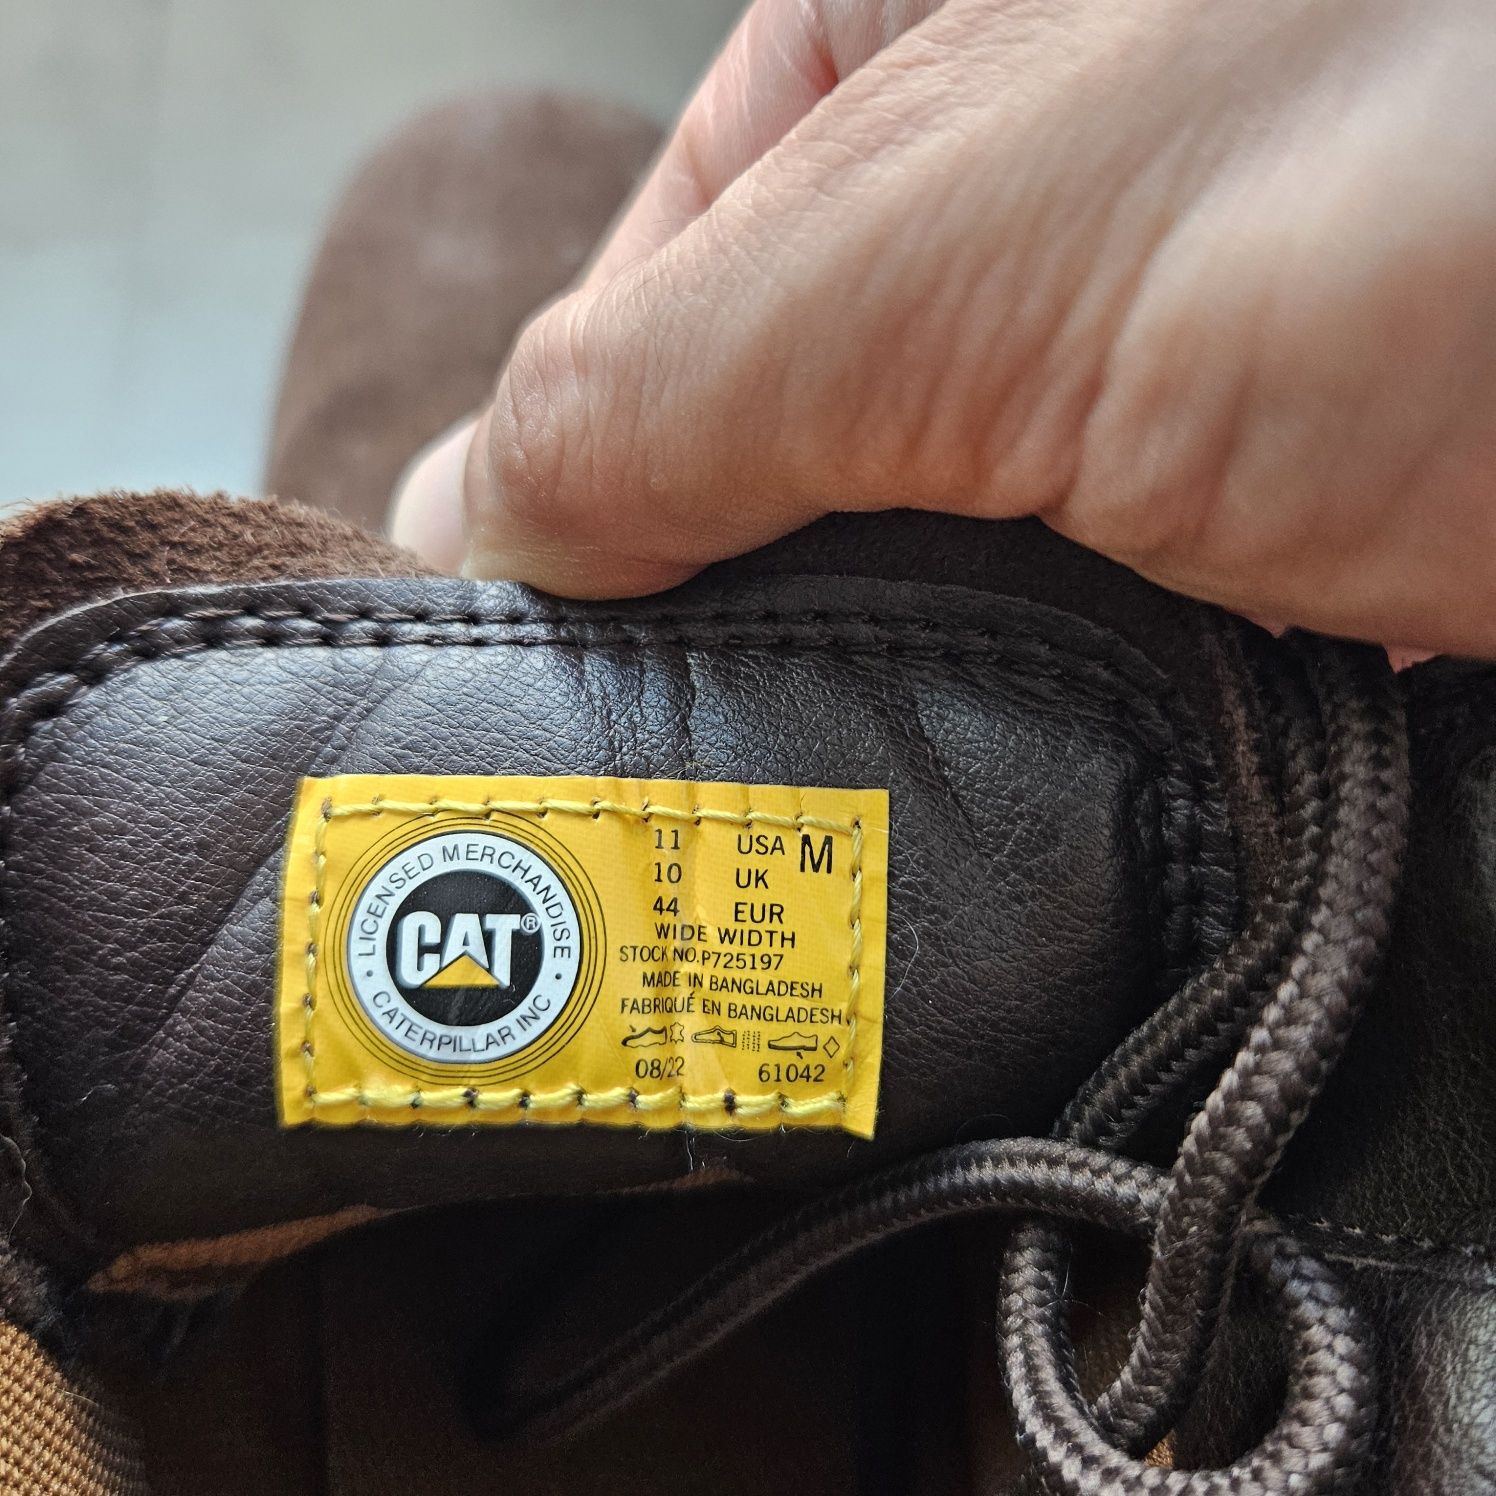 LICENSED MERCHANDISE
CAT®
CATERPILLAR INC
11 USA M
10 UK
44 EUR
WIDE WIDTH
STOCK NO.P725197
MADE IN BANGLADESH
FABRIQUÉ EN BANGLADESH
08/22 61042